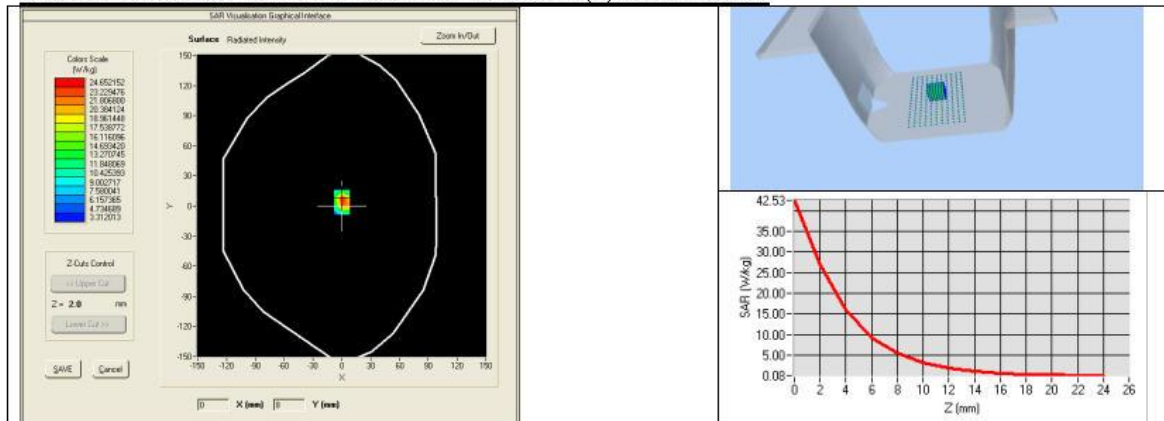 SAR Visualisation Graphical Interface
Surface Radiated Intensity
Zoom In/Out
Colors Scale
(W/kg)
24.652152
23.229476
21.806800
20.384124
18.961448
17.538772
16.116096
14.693420
13.270745
11.848069
10.425393
9.002717
7.580041
6.157365
4.734689
3.312013
Z-Cuts Control
<< Upper Cut
Z = 2.0 mm
Lower Cut >>
SAVE Cancel
Y
150-
120-
90-
60-
30-
0-
-30-
-60-
-90-
-120-
-150-
-150 -120 -90 -60 -30 0 30 60 90 120 150
X
0 X (mm) 0 Y (mm)
SAR (W/kg)
42.53-
35.00-
30.00-
25.00-
20.00-
15.00-
10.00-
5.00-
0.08-
0 2 4 6 8 10 12 14 16 18 20 22 24 26
Z (mm)